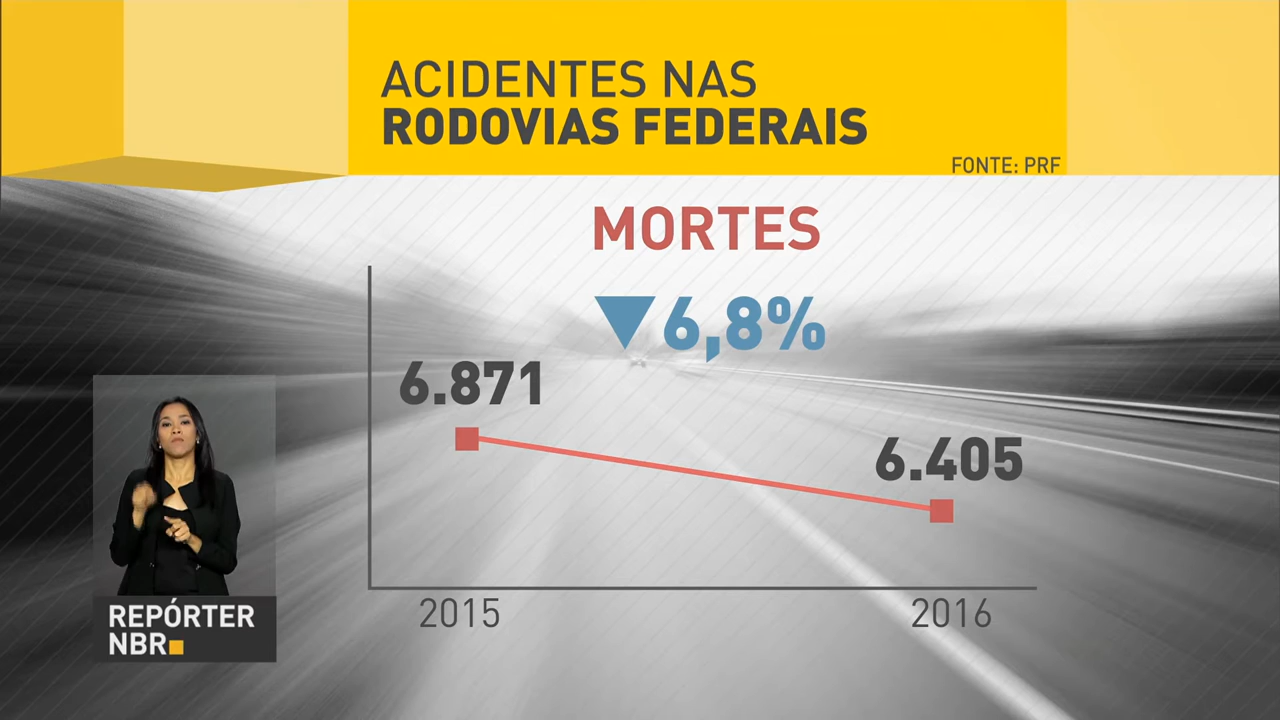 ACIDENTES NAS
RODOVIAS FEDERAIS
FONTE: PRF
MORTES
▼6,8%
6.871
6.405
2015
2016
REPÓRTER
NBR